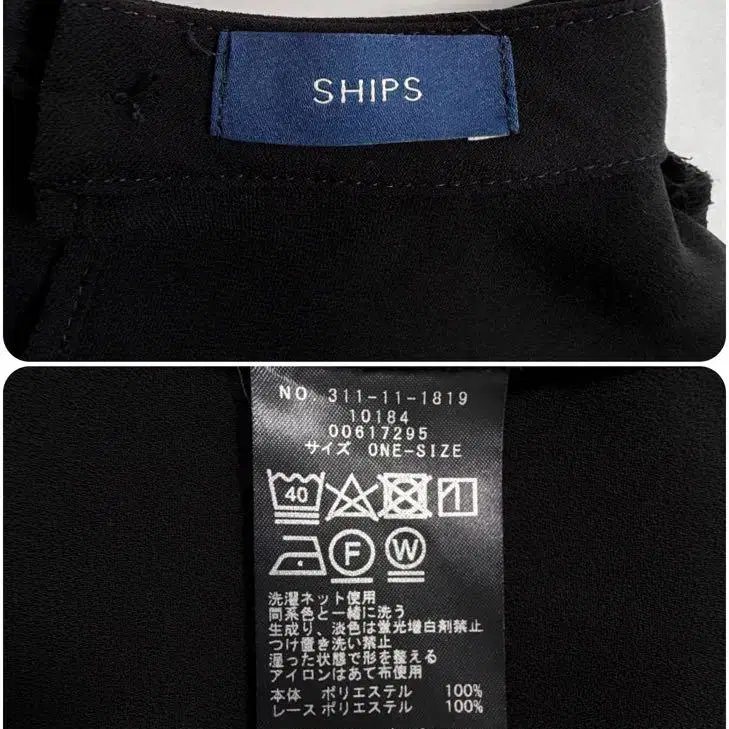 SHIPS
NO. 311-11-1819
10184
00617295
サイズ ONE-SIZE
40
F W
洗濯ネット使用
同系色と一緒に洗う
生成り、淡色は蛍光増白剤禁止
つけ置き洗い禁止
湿った状態で形を整える
アイロンはあて布使用
本体 ポリエステル 100%
レース ポリエステル 100%